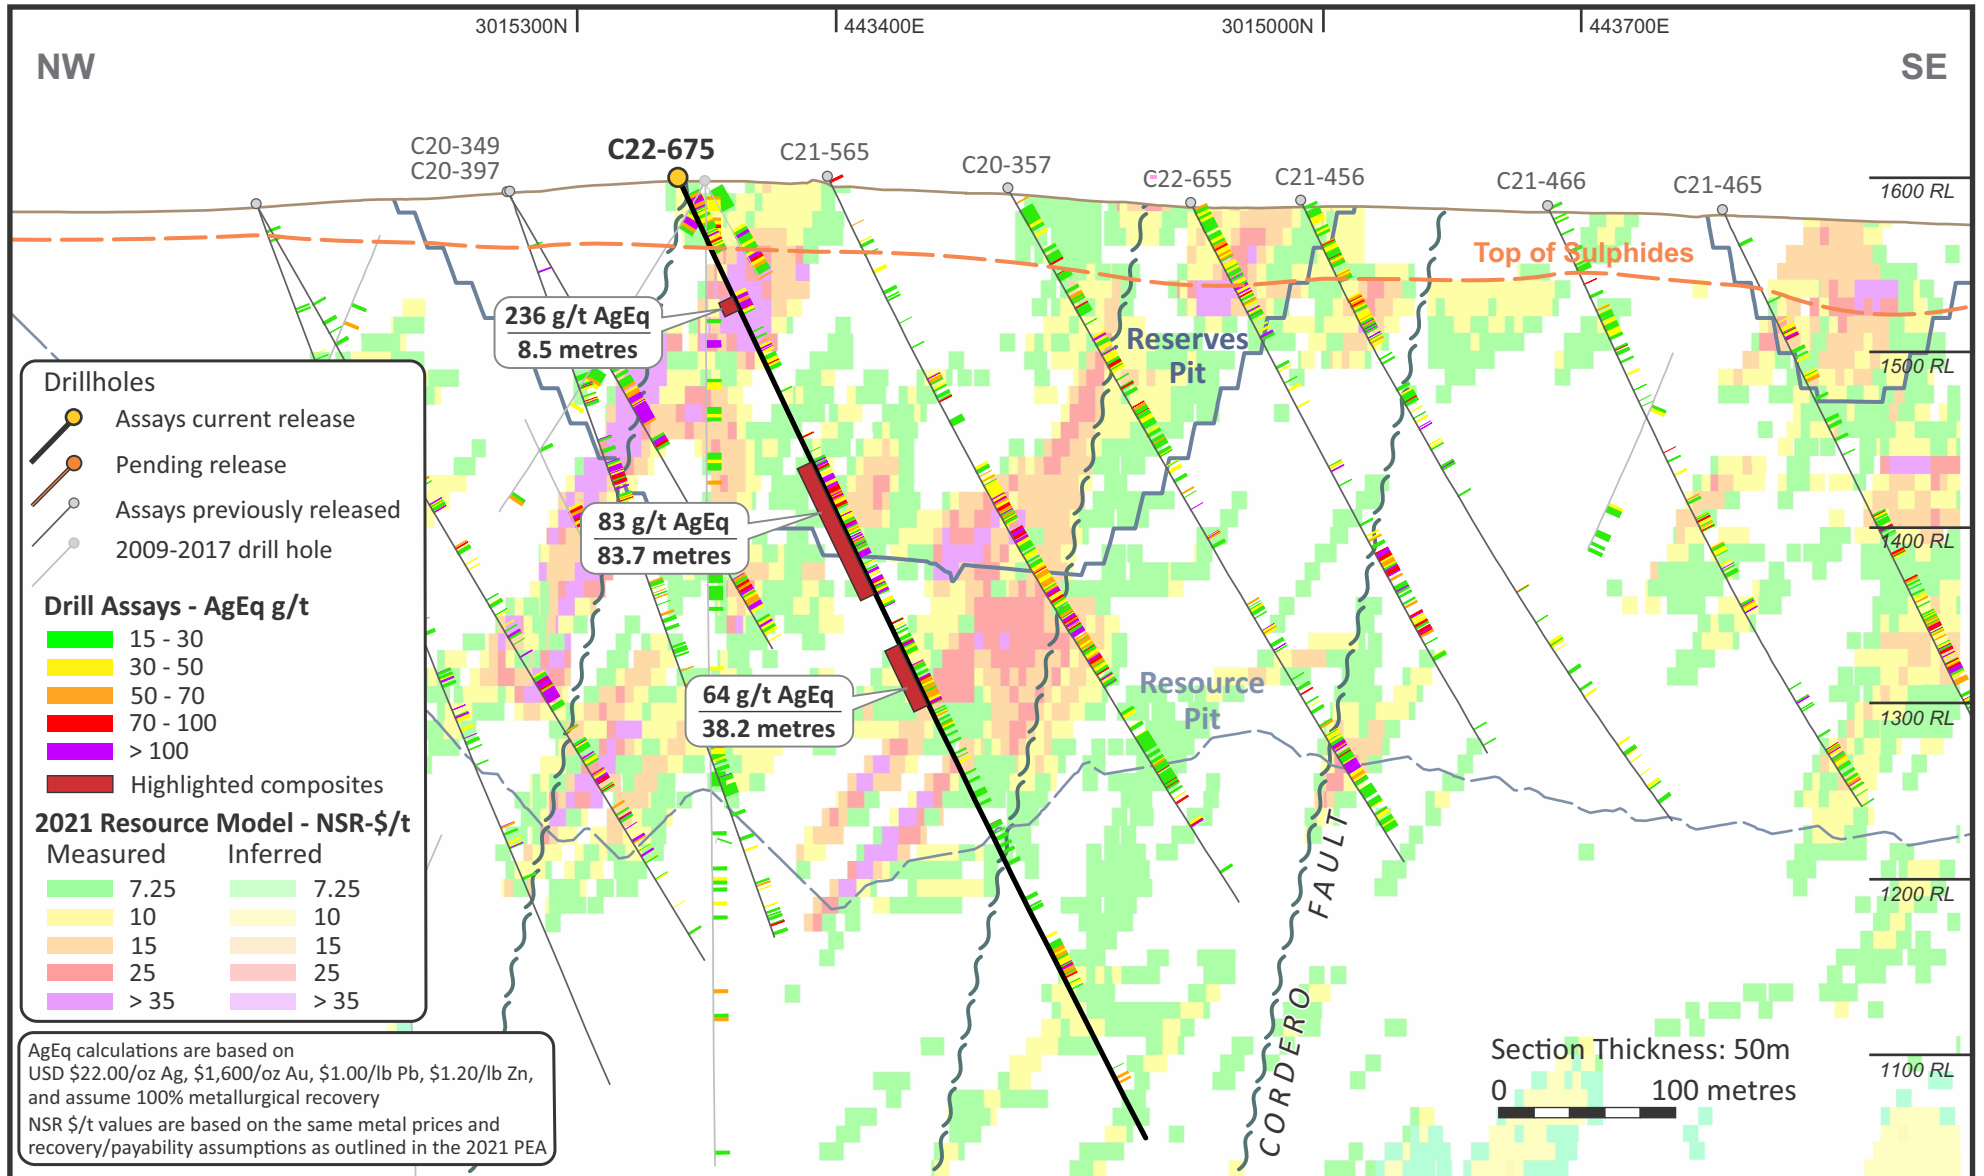 3015300N
443400E
3015000N
443700E
NW
SE
C20-349
C20-397
C22-675
C21-565
C20-357
C22-655
C21-456
C21-466
C21-465
1600 RL
Top of Sulphides
236 g/t AgEq
8.5 metres
Reserves
Pit
1500 RL
Drillholes
Assays current release
Pending release
Assays previously released
2009-2017 drill hole
83 g/t AgEq
83.7 metres
1400 RL
Drill Assays - AgEq g/t
15 - 30
30 - 50
50 - 70
70 - 100
> 100
Highlighted composites
64 g/t AgEq
38.2 metres
Resource
Pit
1300 RL
2021 Resource Model - NSR-$/t
Measured Inferred
7.25 7.25
10 10
15 15
25 25
> 35 > 35
1200 RL
CORDERO FAULT
AgEq calculations are based on
USD $22.00/oz Ag, $1,600/oz Au, $1.00/lb Pb, $1.20/lb Zn,
and assume 100% metallurgical recovery
NSR $/t values are based on the same metal prices and
recovery/payability assumptions as outlined in the 2021 PEA
Section Thickness: 50m
0 100 metres
1100 RL